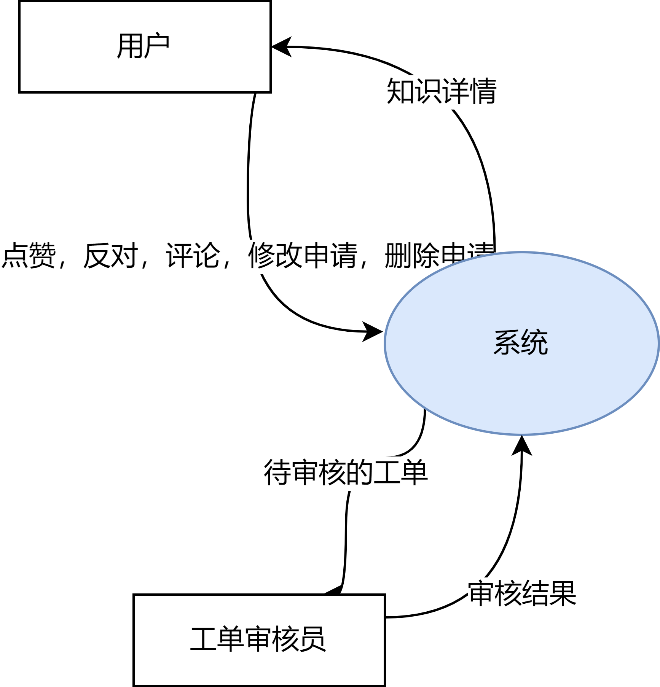 用户
知识详情
点赞，反对，评论，修改申请，删除申请
系统
待审核的工单
审核结果
工单审核员